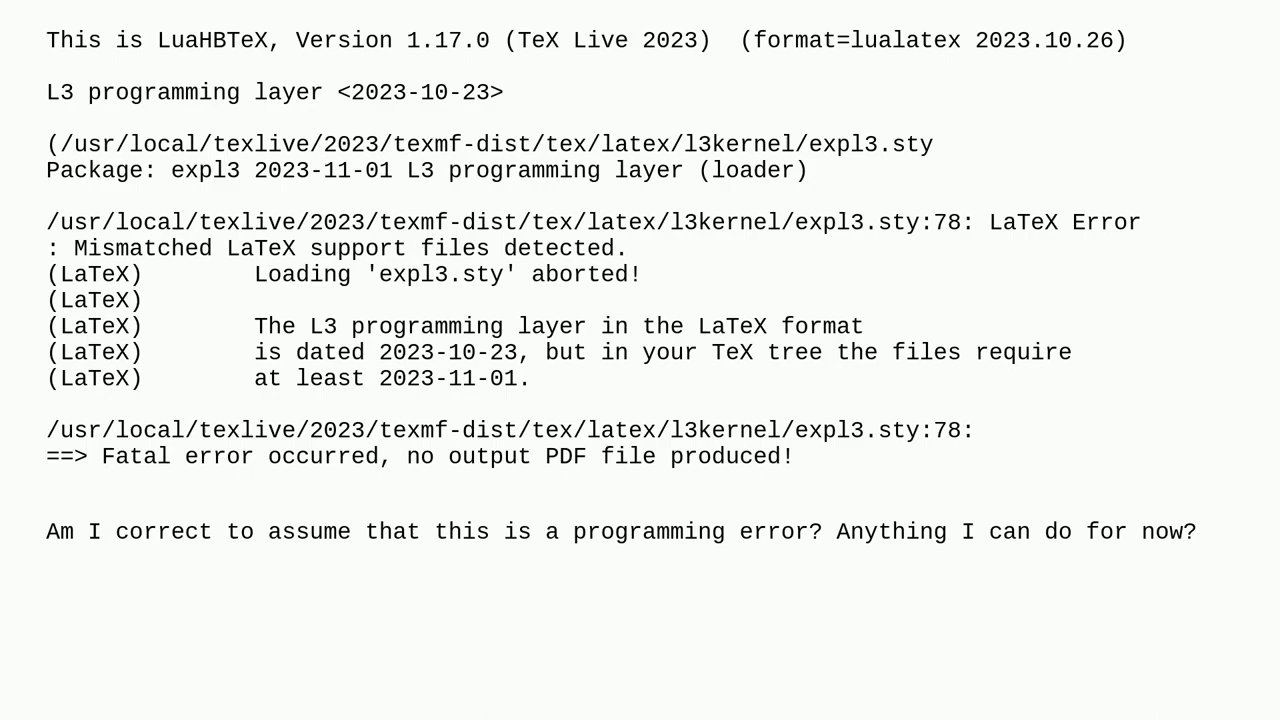 This is LuaHBTeX, Version 1.17.0 (TeX Live 2023)  (format=lualatex 2023.10.26)
L3 programming layer <2023-10-23>
(/usr/local/texlive/2023/texmf-dist/tex/latex/l3kernel/expl3.sty
Package: expl3 2023-11-01 L3 programming layer (loader)
/usr/local/texlive/2023/texmf-dist/tex/latex/l3kernel/expl3.sty:78: LaTeX Error
: Mismatched LaTeX support files detected.
(LaTeX)        Loading 'expl3.sty' aborted!
(LaTeX)
(LaTeX)        The L3 programming layer in the LaTeX format
(LaTeX)        is dated 2023-10-23, but in your TeX tree the files require
(LaTeX)        at least 2023-11-01.
/usr/local/texlive/2023/texmf-dist/tex/latex/l3kernel/expl3.sty:78:
==> Fatal error occurred, no output PDF file produced!
Am I correct to assume that this is a programming error? Anything I can do for now?